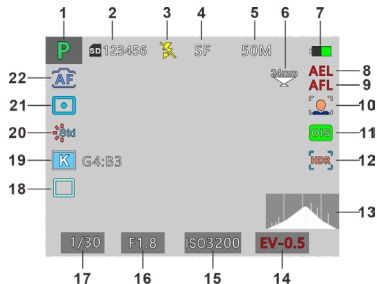 1 2 3 4 5 6 7
P SD 123456 5F 50M
24mm
22 AF AEL 8
AFL 9
21 10
20 Std OIS 11
19 K G4:B3 HDR 12
18
13
1/30 F1.8 ISO3200 EV-0.5
17 16 15 14